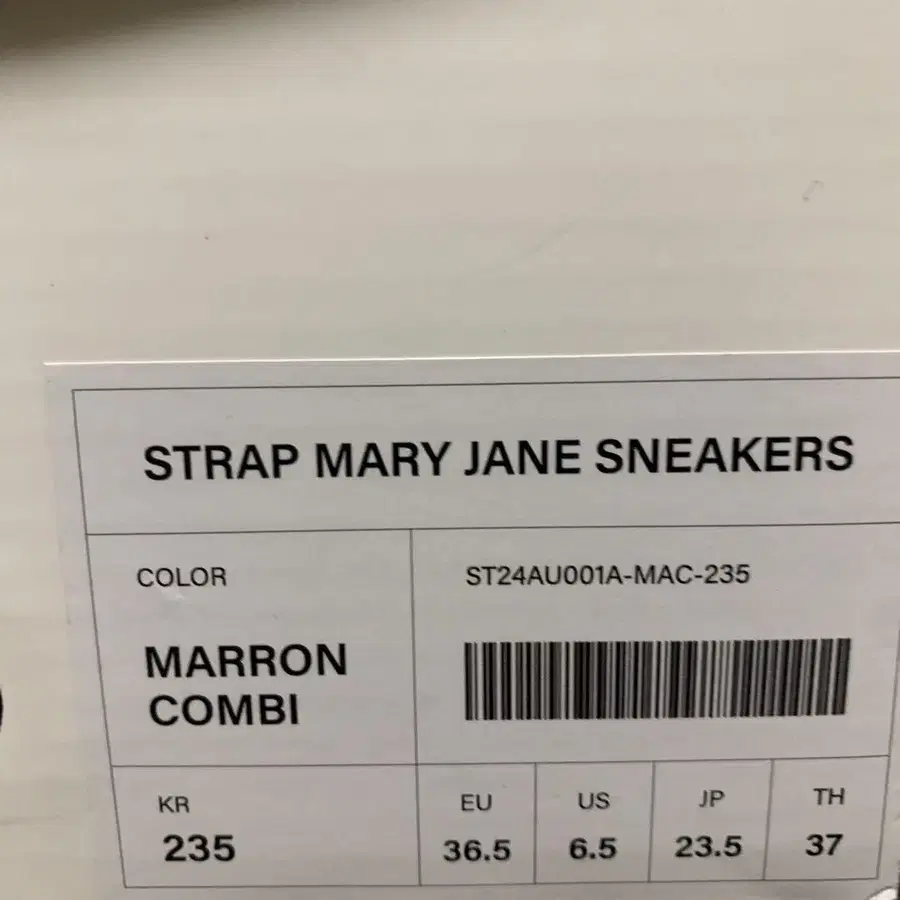 STRAP MARY JANE SNEAKERS
COLOR
MARRON
COMBI
ST24AU001A-MAC-235
KR
235
EU
36.5
US
6.5
JP
23.5
TH
37